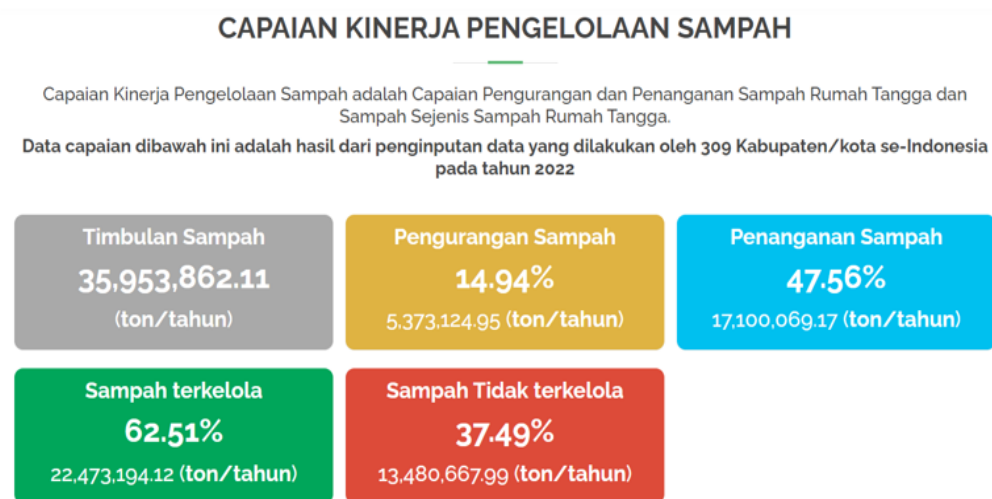 CAPAIAN KINERJA PENGELOLAAN SAMPAH
Capaian Kinerja Pengelolaan Sampah adalah Capaian Pengurangan dan Penanganan Sampah Rumah Tangga dan
Sampah Sejenis Sampah Rumah Tangga.
Data capaian dibawah ini adalah hasil dari penginputan data yang dilakukan oleh 309 Kabupaten/kota se-Indonesia
pada tahun 2022
Timbulan Sampah
35,953,862.11
(ton/tahun)
Pengurangan Sampah
14.94%
5,373,124.95 (ton/tahun)
Penanganan Sampah
47.56%
17,100,069.17 (ton/tahun)
Sampah terkelola
62.51%
22,473,194.12 (ton/tahun)
Sampah Tidak terkelola
37.49%
13,480,667.99 (ton/tahun)